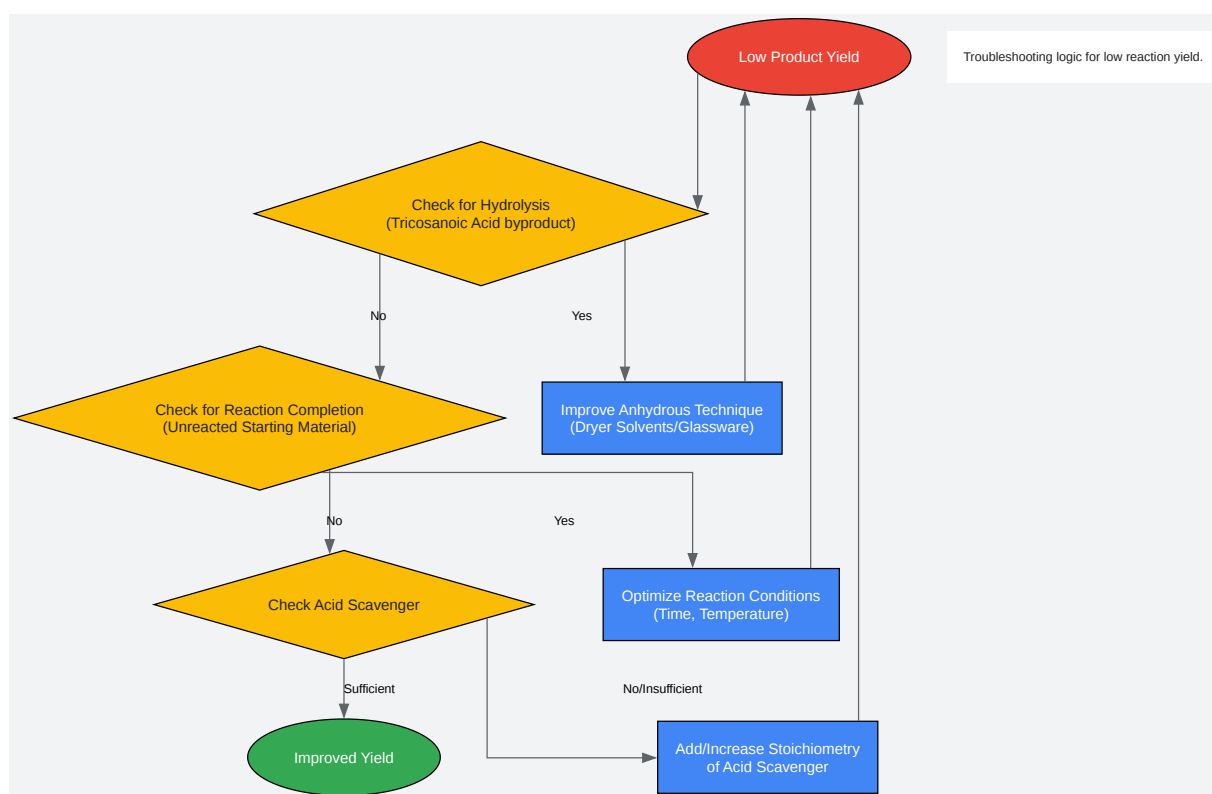 Low Product Yield
Troubleshooting logic for low reaction yield.
Check for Hydrolysis
(Tricosanoic Acid byproduct)
No
Yes
Check for Reaction Completion
(Unreacted Starting Material)
Improve Anhydrous Technique
(Dryer Solvents/Glassware)
No
Yes
Check Acid Scavenger
Optimize Reaction Conditions
(Time, Temperature)
Sufficient
No/Insufficient
Improved Yield
Add/Increase Stoichiometry
of Acid Scavenger